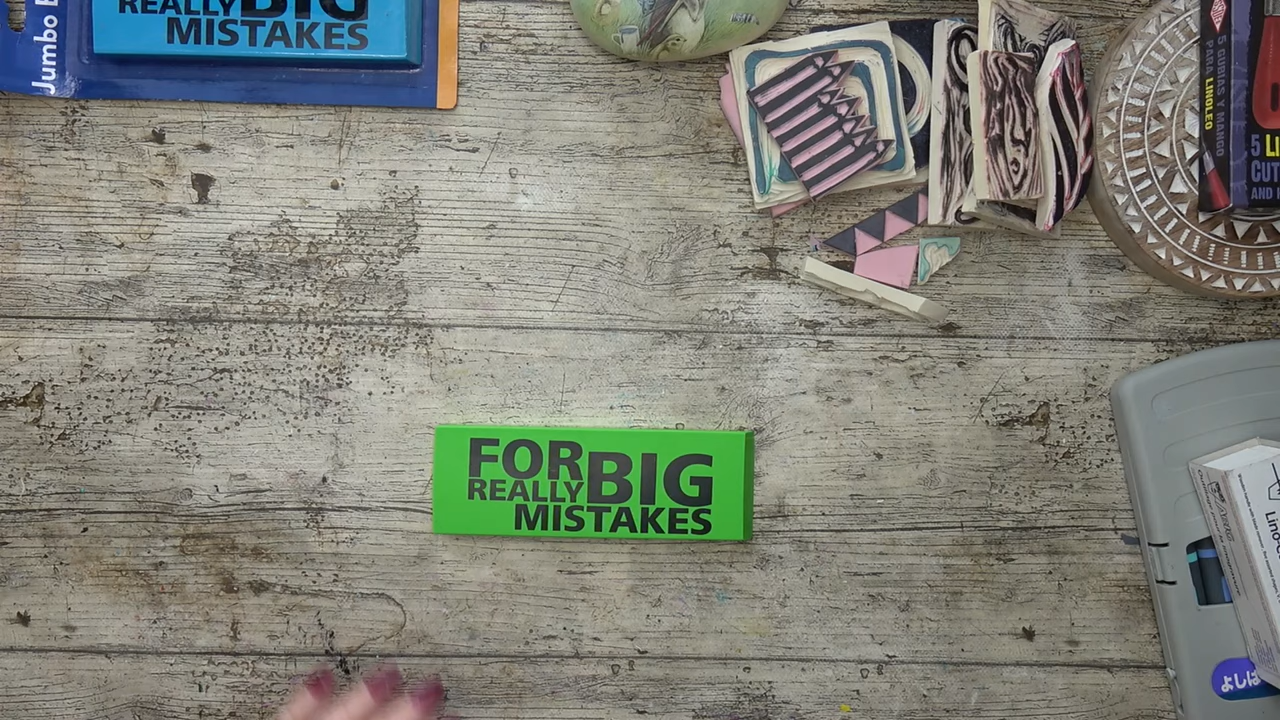 REALLY BIG
MISTAKES
Jumbo
FOR BIG
REALLY
MISTAKES
5 GUBIAS Y MANGO
PARA LINOLEO
5 LI
CUT
AND
Lino
よしは